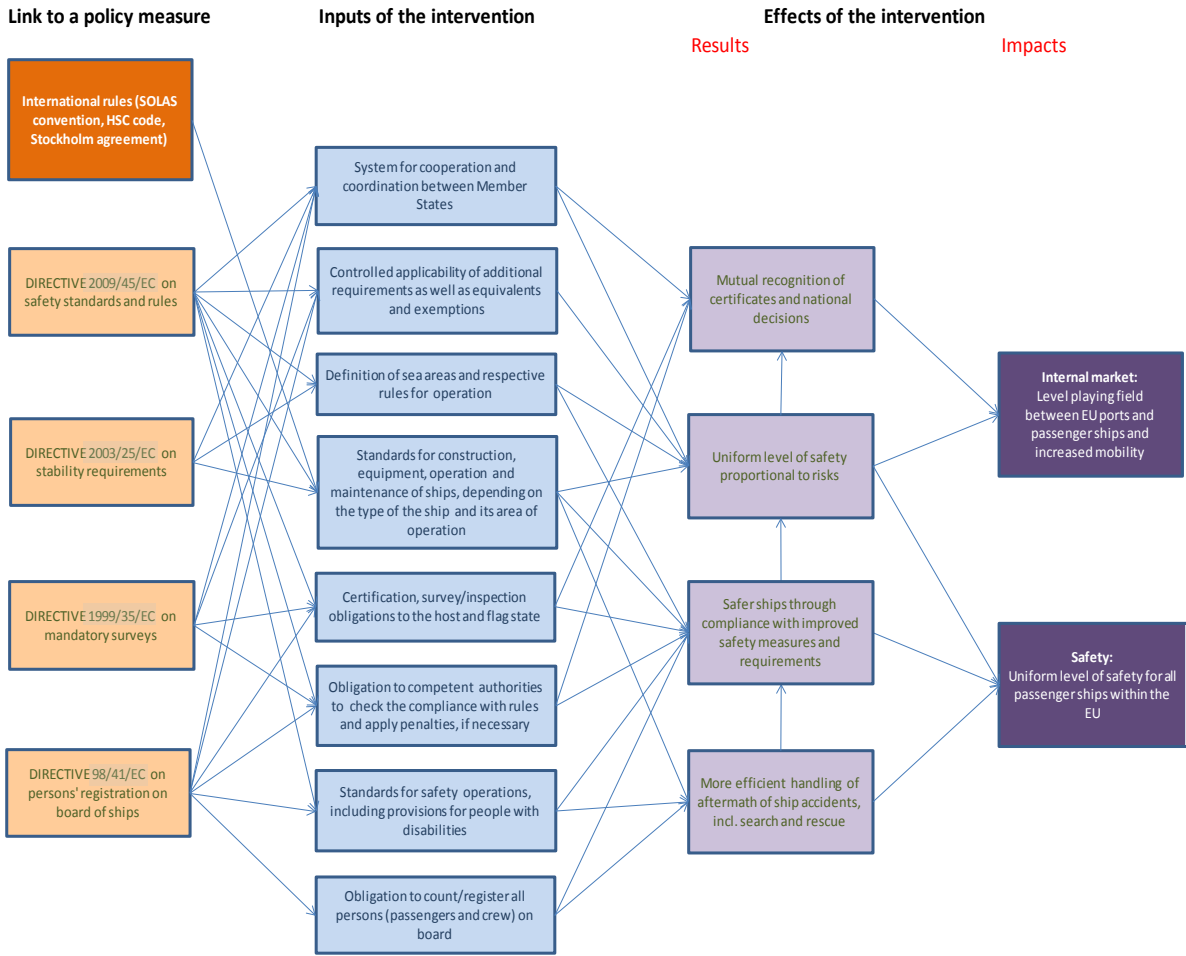 Link to a policy measure
Inputs of the intervention
Effects of the intervention
Results
Impacts
International rules (SOLAS
convention, HSC code,
Stockholm agreement)
DIRECTIVE 2009/45/EC on
safety standards and rules
DIRECTIVE 2003/25/EC on
stability requirements
DIRECTIVE 1999/35/EC on
mandatory surveys
DIRECTIVE 98/41/EC on
persons' registration on
board of ships
System for cooperation and
coordination between Member
States
Controlled applicability of additional
requirements as well as equivalents
and exemptions
Definition of sea areas and respective
rules for operation
Standards for construction,
equipment, operation and
maintenance of ships, depending on
the type of the ship and its area of
operation
Certification, survey/inspection
obligations to the host and flag state
Obligation to competent authorities
to check the compliance with rules
and apply penalties, if necessary
Standards for safety operations,
including provisions for people with
disabilities
Obligation to count/register all
persons (passengers and crew) on
board
Mutual recognition of
certificates and national
decisions
Uniform level of safety
proportional to risks
Safer ships through
compliance with improved
safety measures and
requirements
More efficient handling of
aftermath of ship accidents,
incl. search and rescue
Internal market:
Level playing field
between EU ports and
passenger ships and
increased mobility
Safety:
Uniform level of safety for all
passenger ships within the
EU